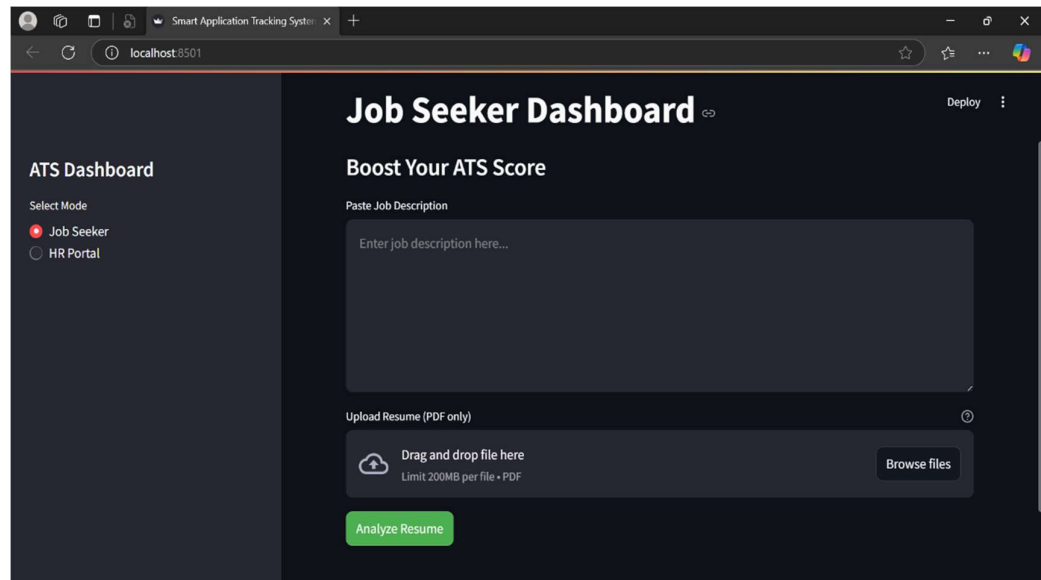 Smart Application Tracking System
localhost:8501
Deploy
ATS Dashboard
Select Mode
Job Seeker
HR Portal
Job Seeker Dashboard
Boost Your ATS Score
Paste Job Description
Enter job description here...
Upload Resume (PDF only)
Drag and drop file here
Limit 200MB per file • PDF
Browse files
Analyze Resume